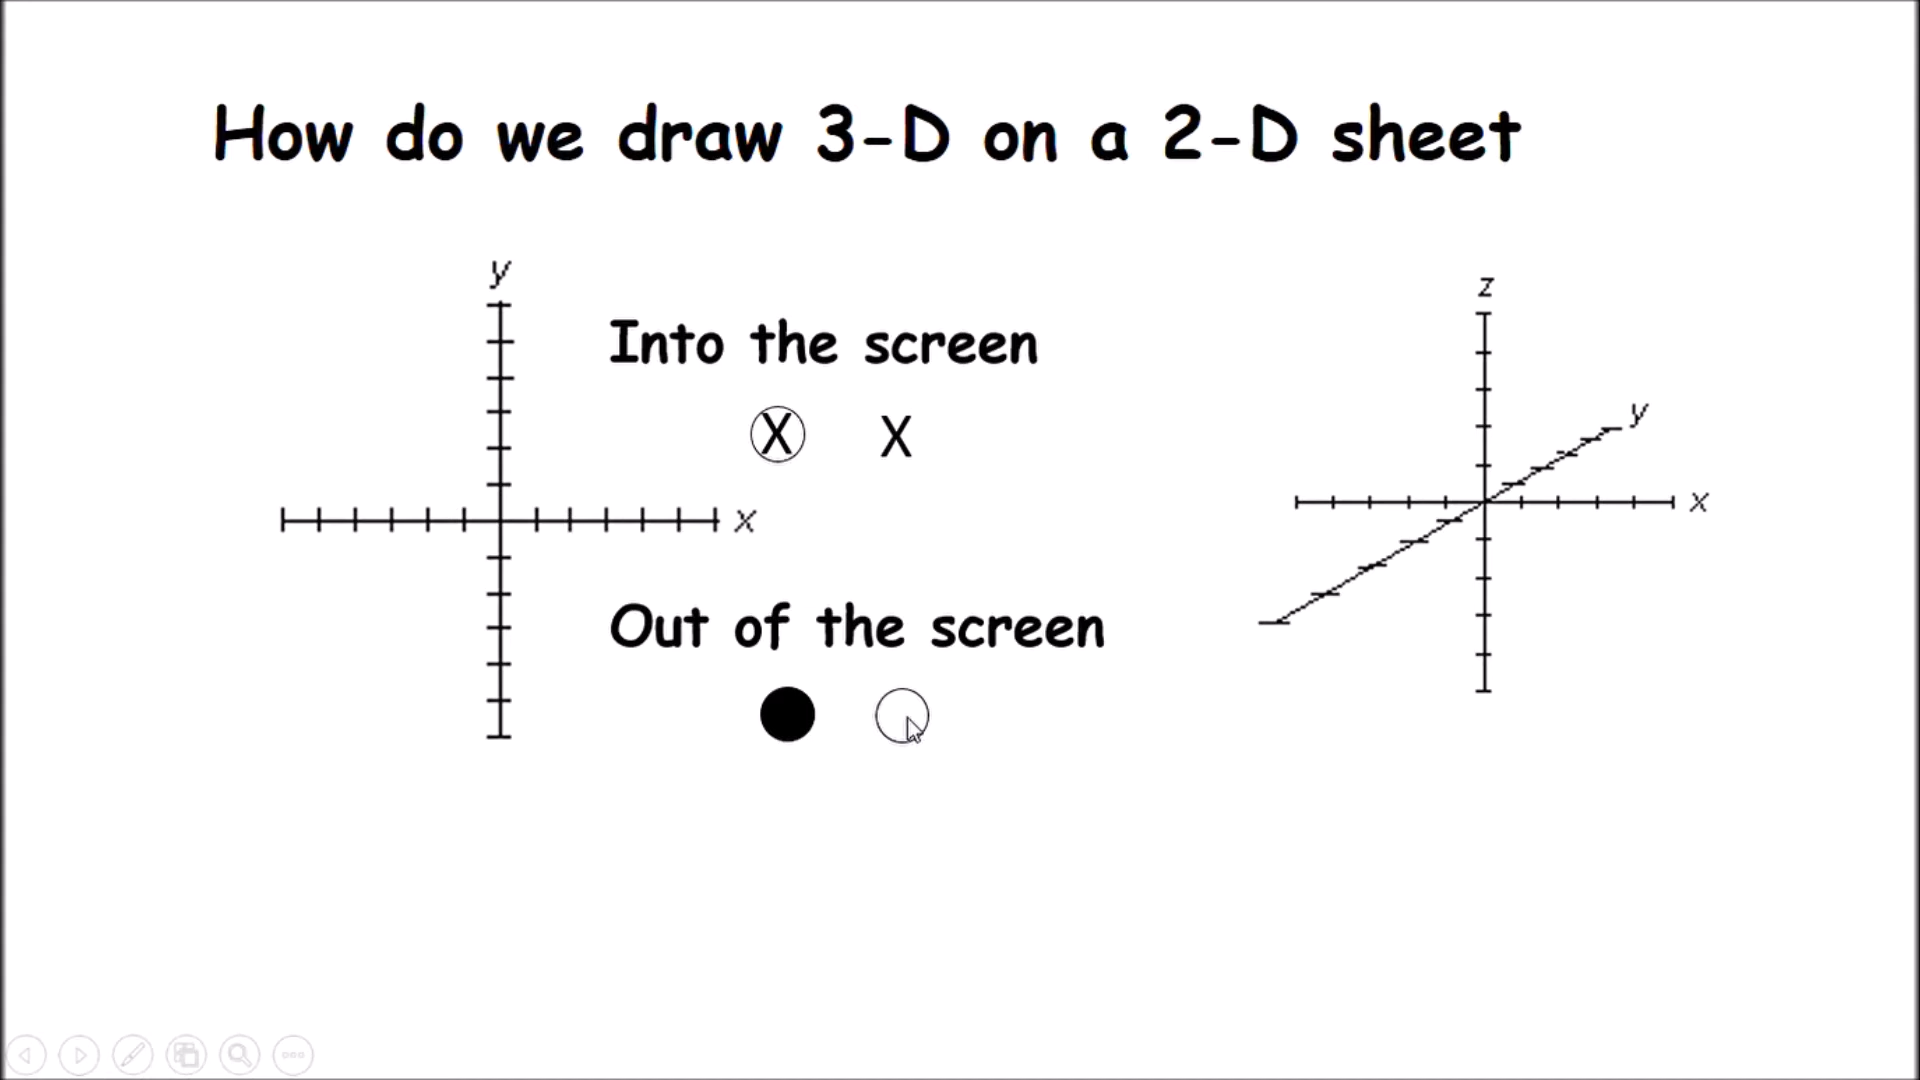 How do we draw 3-D on a 2-D sheet
y
x
Into the screen
X X
Out of the screen
z
y
x